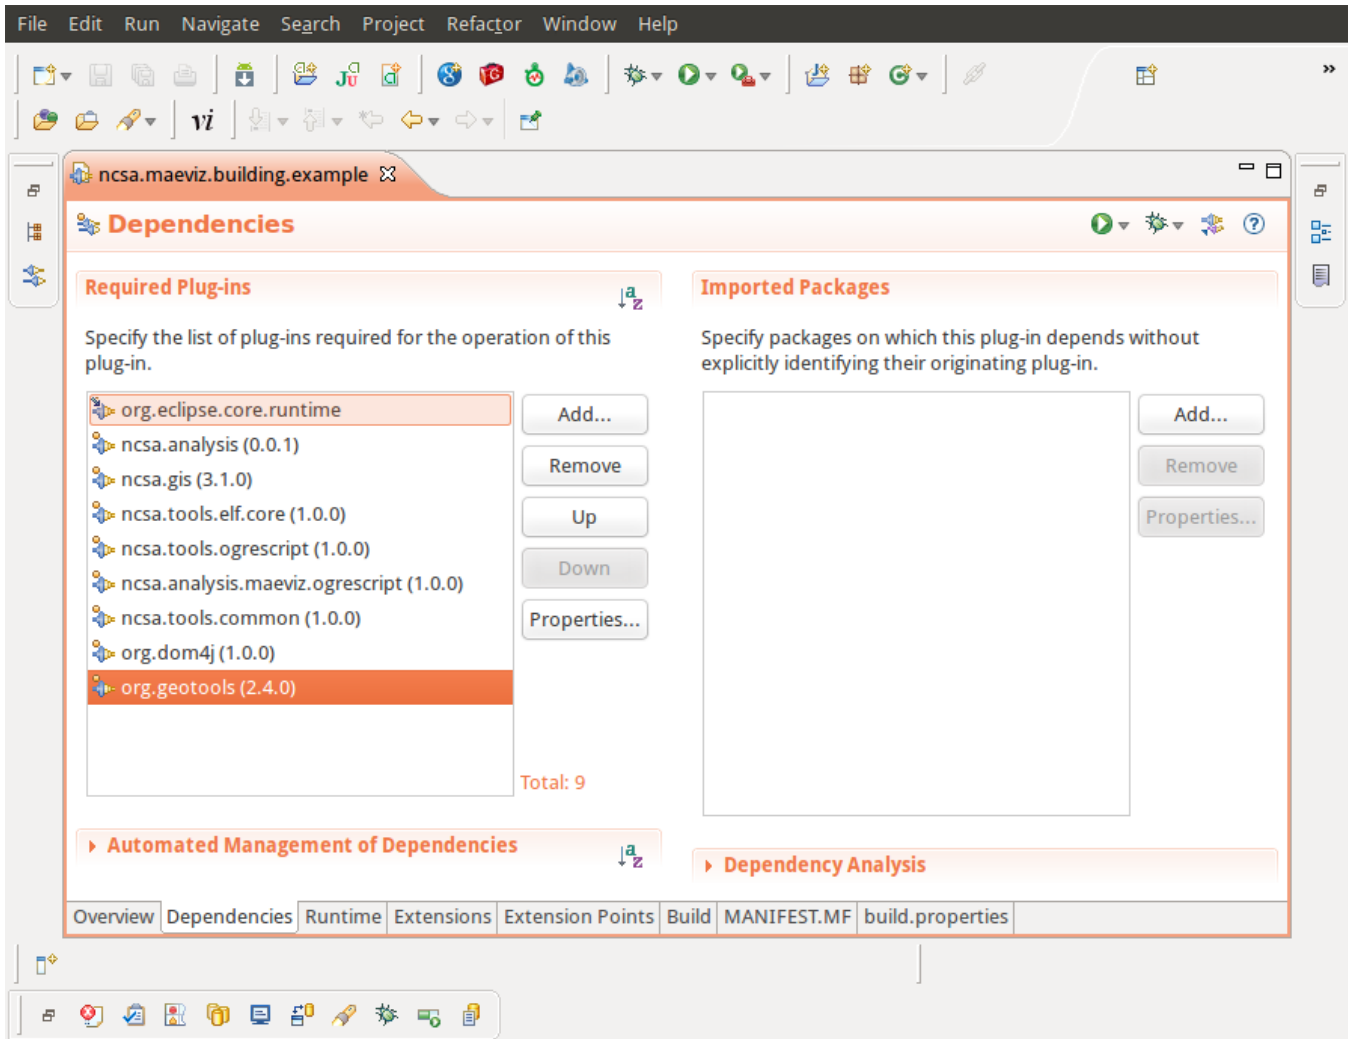 File Edit Run Navigate Search Project Refactor Window Help
vi
ncsa.maeviz.building.example
Dependencies
Required Plug-ins
Specify the list of plug-ins required for the operation of this
plug-in.
org.eclipse.core.runtime
ncsa.analysis (0.0.1)
ncsa.gis (3.1.0)
ncsa.tools.elf.core (1.0.0)
ncsa.tools.ogrescript (1.0.0)
ncsa.analysis.maeviz.ogrescript (1.0.0)
ncsa.tools.common (1.0.0)
org.dom4j (1.0.0)
org.geotools (2.4.0)
Add...
Remove
Up
Down
Properties...
Total: 9
Imported Packages
Specify packages on which this plug-in depends without
explicitly identifying their originating plug-in.
Add...
Remove
Properties...
Automated Management of Dependencies
Dependency Analysis
Overview Dependencies Runtime Extensions Extension Points Build MANIFEST.MF build.properties